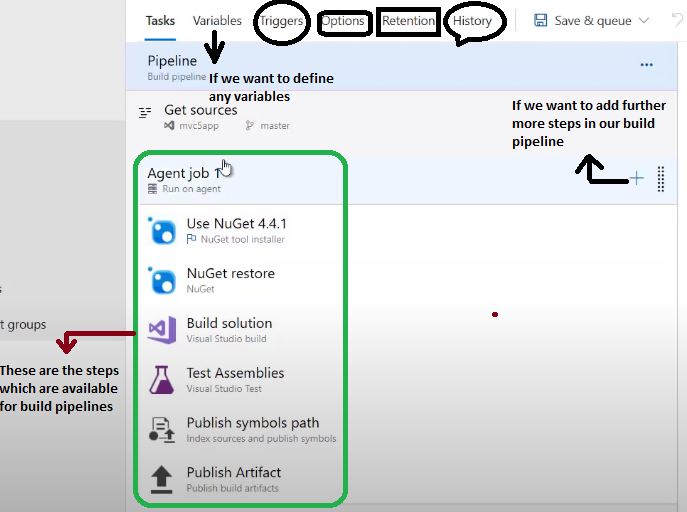 Tasks Variables Triggers Options Retention History Save & queue
Pipeline
Build pipeline
If we want to define
any variables
Get sources
mvc5app master
If we want to add further
more steps in our build
pipeline
Agent job 1
Run on agent
Use NuGet 4.4.1
NuGet tool installer
NuGet restore
NuGet
Build solution
Visual Studio build
t groups
These are the steps
which are available
for build pipelines
Test Assemblies
Visual Studio Test
Publish symbols path
Index sources and publish symbols
Publish Artifact
Publish build artifacts